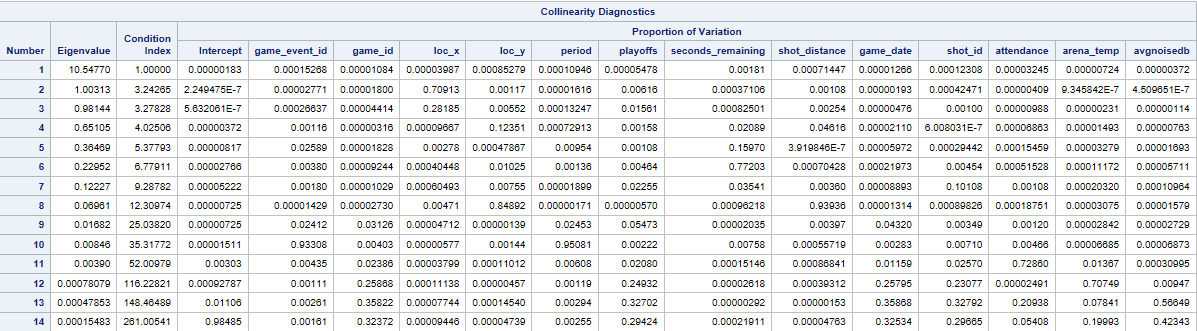 Collinearity Diagnostics
Number Eigenvalue Condition Index Proportion of Variation
Intercept game_event_id game_id loc_x loc_y period playoffs seconds_remaining shot_distance game_date shot_id attendance arena_temp avgnoisedb
1 10.54770 1.00000 0.00000183 0.00015268 0.00001084 0.00003987 0.00085279 0.00010946 0.00005478 0.00181 0.00071447 0.00001266 0.00012308 0.00003245 0.00000724 0.00000372
2 1.00313 3.24265 2.249475E-7 0.00002771 0.00001800 0.70913 0.00117 0.00001616 0.00616 0.00037106 0.00108 0.00000193 0.00042471 0.00000409 9.345842E-7 4.509651E-7
3 0.98144 3.27828 5.632061E-7 0.00026637 0.00004414 0.28185 0.00552 0.00013247 0.01561 0.00082501 0.00254 0.00000476 0.00100 0.00000988 0.00000231 0.00000114
4 0.65105 4.02506 0.00000372 0.00116 0.00000316 0.00009667 0.12351 0.00072913 0.00158 0.02089 0.04616 0.00002110 6.008031E-7 0.00006863 0.00001493 0.00000763
5 0.36469 5.37793 0.00000817 0.02589 0.00001828 0.00278 0.00047867 0.00954 0.00108 0.15970 3.919846E-7 0.00005972 0.00029442 0.00015459 0.00003279 0.00001693
6 0.22952 6.77911 0.00002766 0.00380 0.00009244 0.00040448 0.01025 0.00136 0.00464 0.77203 0.00070428 0.00021973 0.00454 0.00051528 0.00011172 0.00005711
7 0.12227 9.28782 0.00005222 0.00180 0.00001029 0.00060493 0.00755 0.00001899 0.02255 0.03541 0.00360 0.00008893 0.10108 0.00108 0.00020320 0.00010964
8 0.06961 12.30974 0.00000725 0.00001429 0.00002730 0.00471 0.84892 0.00000171 0.00000570 0.00096218 0.93936 0.00001314 0.00089826 0.00018751 0.00003075 0.00001579
9 0.01682 25.03820 0.00000725 0.02412 0.03126 0.00004712 0.00000139 0.02453 0.05473 0.00002035 0.00397 0.04320 0.00349 0.00120 0.00002842 0.00002729
10 0.00846 35.31772 0.00001511 0.93308 0.00403 0.00000577 0.00144 0.95081 0.00222 0.00758 0.00055719 0.00283 0.00710 0.00466 0.00006685 0.00006873
11 0.00390 52.00979 0.00303 0.00435 0.02386 0.00003799 0.00011012 0.00608 0.02080 0.00015146 0.00086841 0.01159 0.02570 0.72860 0.01367 0.00030995
12 0.00078079 116.22821 0.00092787 0.00111 0.25868 0.00011138 0.00000457 0.00119 0.24932 0.00002618 0.00039312 0.25795 0.23077 0.00002491 0.70749 0.00947
13 0.00047853 148.46489 0.01106 0.00261 0.35822 0.00007744 0.00014540 0.00294 0.32702 0.00000292 0.00000153 0.35868 0.32792 0.20938 0.07841 0.56649
14 0.00015483 261.00541 0.98485 0.00161 0.32372 0.00009446 0.00004739 0.00255 0.29424 0.00021911 0.00004763 0.32534 0.29665 0.05408 0.19993 0.42343